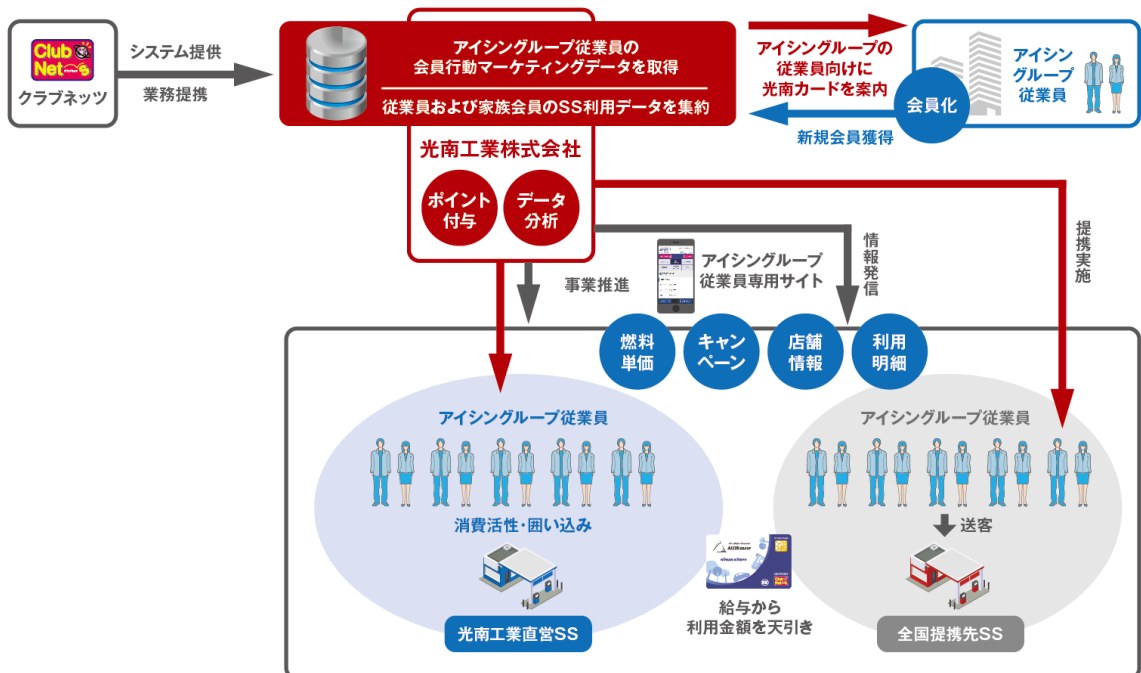 Club
Net
クラブネッツ
システム提供
業務提携
アイシングループ従業員の
会員行動マーケティングデータを取得
従業員および家族会員のSS利用データを集約
アイシングループの
従業員向けに
光南カードを案内
新規会員獲得
会員化
アイシン
グループ
従業員
光南工業株式会社
ポイント
付与
データ
分析
事業推進
アイシングループ
従業員専用サイト
情報発信
提携実施
燃料
単価
キャン
ペーン
店舗
情報
利用
明細
アイシングループ従業員
消費活性・囲い込み
光南工業直営SS
アイシングループ従業員
送客
全国提携先SS
Club
Net
給与から
利用金額を天引き